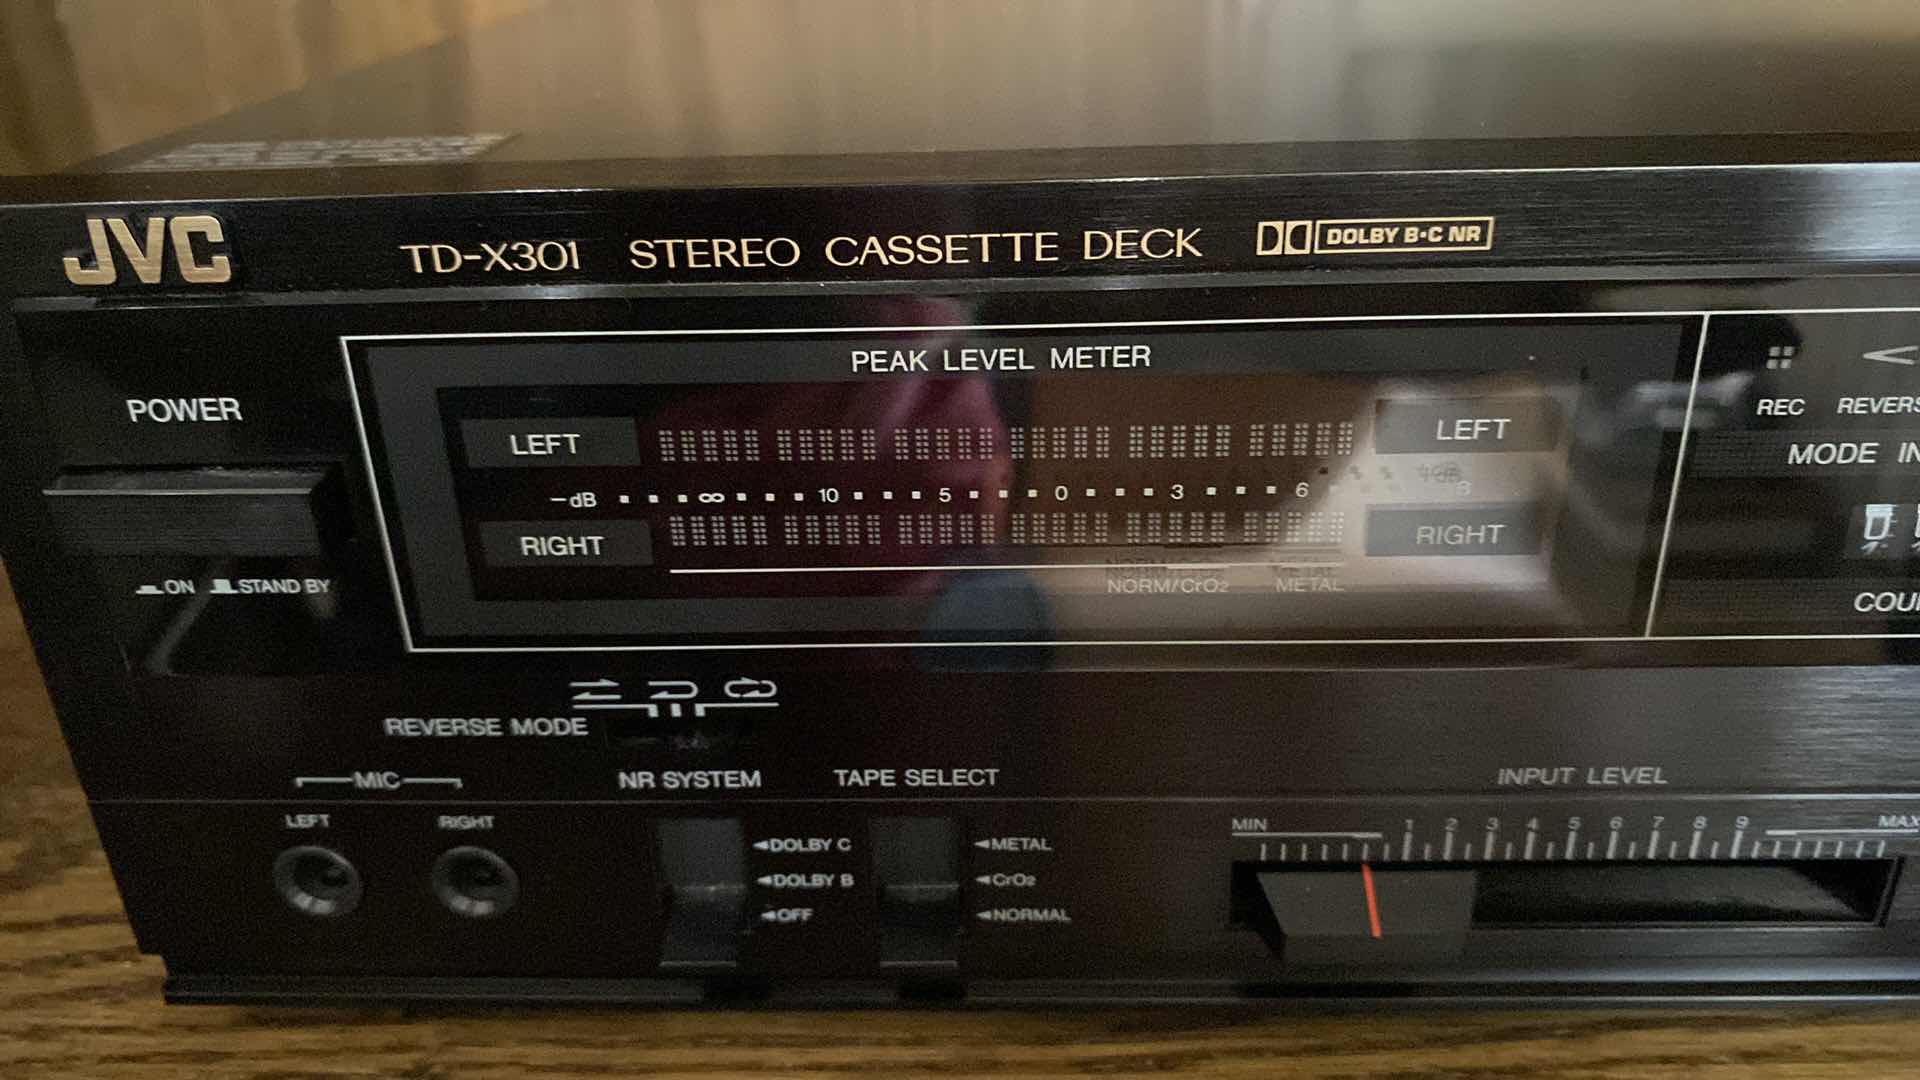 JVC TD-X301 STEREO CASSETTE DECK DOLBY B·C NR
PEAK LEVEL METER
POWER
REC
LEFT LEFT
MODE
-dB ∞ 10 5 0 3 6
RIGHT RIGHT
ON STAND BY
NORM/CrO2 METAL
REVERSE MODE
MIC
NR SYSTEM TAPE SELECT INPUT LEVEL
LEFT RIGHT
MIN 1 2 3 4 5 6 7 8 9 MAX
DOLBY C METAL
DOLBY B CrO2
OFF NORMAL